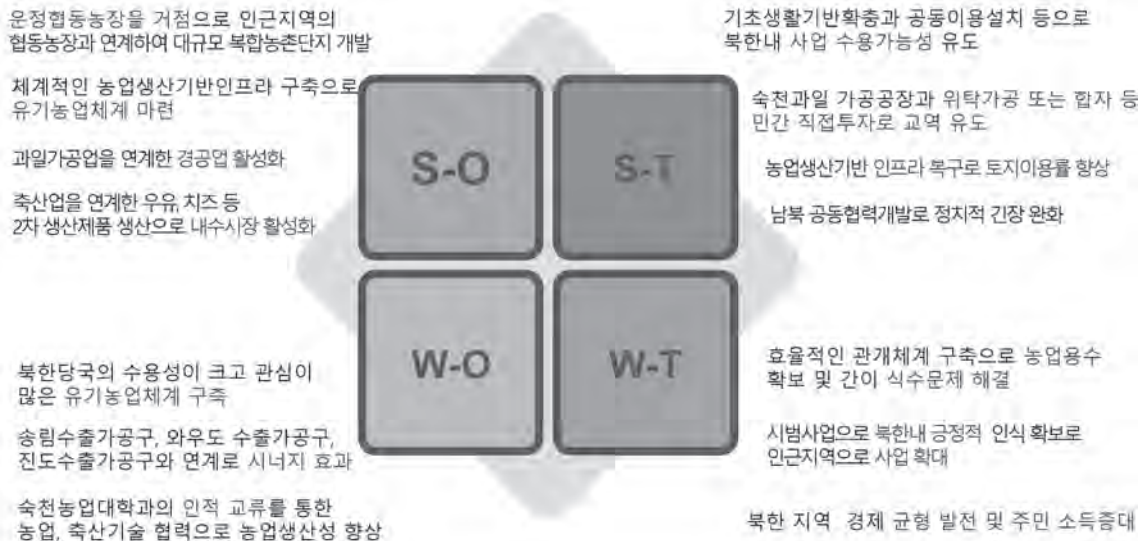 운정협동농장을 거점으로 인근지역의
협동농장과 연계하여 대규모 복합농촌단지 개발
체계적인 농업생산기반인프라 구축으로
유기농업체계 마련
과일가공업을 연계한 경공업 활성화
축산업을 연계한 우유, 치즈 등
2차 생산제품 생산으로 내수시장 활성화
S-O
기초생활기반확충과 공동이용설치 등으로
북한내 사업 수용가능성 유도
숙천과일 가공공장과 위탁가공 또는 합자 등
민간 직접투자로 교역 유도
농업생산기반 인프라 복구로 토지이용률 향상
남북 공동협력개발로 정치적 긴장 완화
S-T
북한당국의 수용성이 크고 관심이
많은 유기농업체계 구축
송림수출가공구, 와우도 수출가공구,
진도수출가공구와 연계로 시너지 효과
숙천농업대학과의 인적 교류를 통한
농업, 축산기술 협력으로 농업생산성 향상
W-O
효율적인 관개체계 구축으로 농업용수
확보 및 간이 식수문제 해결
시범사업으로 북한내 긍정적 인식 확보로
인근지역으로 사업 확대
북한 지역 경제 균형 발전 및 주민 소득증대
W-T